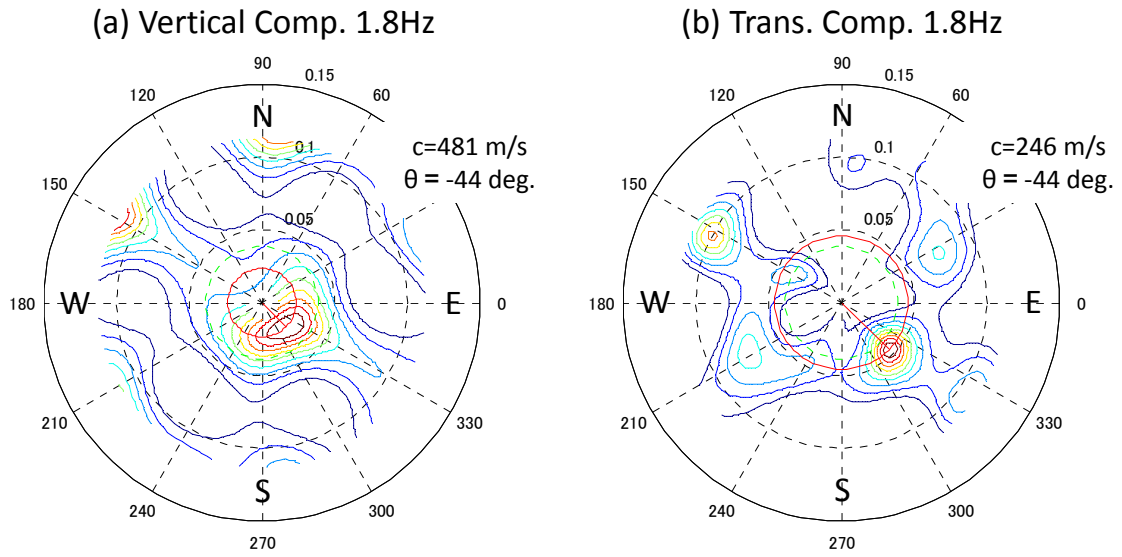 (a) Vertical Comp. 1.8Hz
90
0.15
120
60
N
c=481 m/s
θ = -44 deg.
0.1
150
0.05
180
W
E
0
210
330
S
240
300
270
(b) Trans. Comp. 1.8Hz
90
0.15
120
60
N
c=246 m/s
θ = -44 deg.
0.1
150
0.05
180
W
E
0
210
330
S
240
300
270